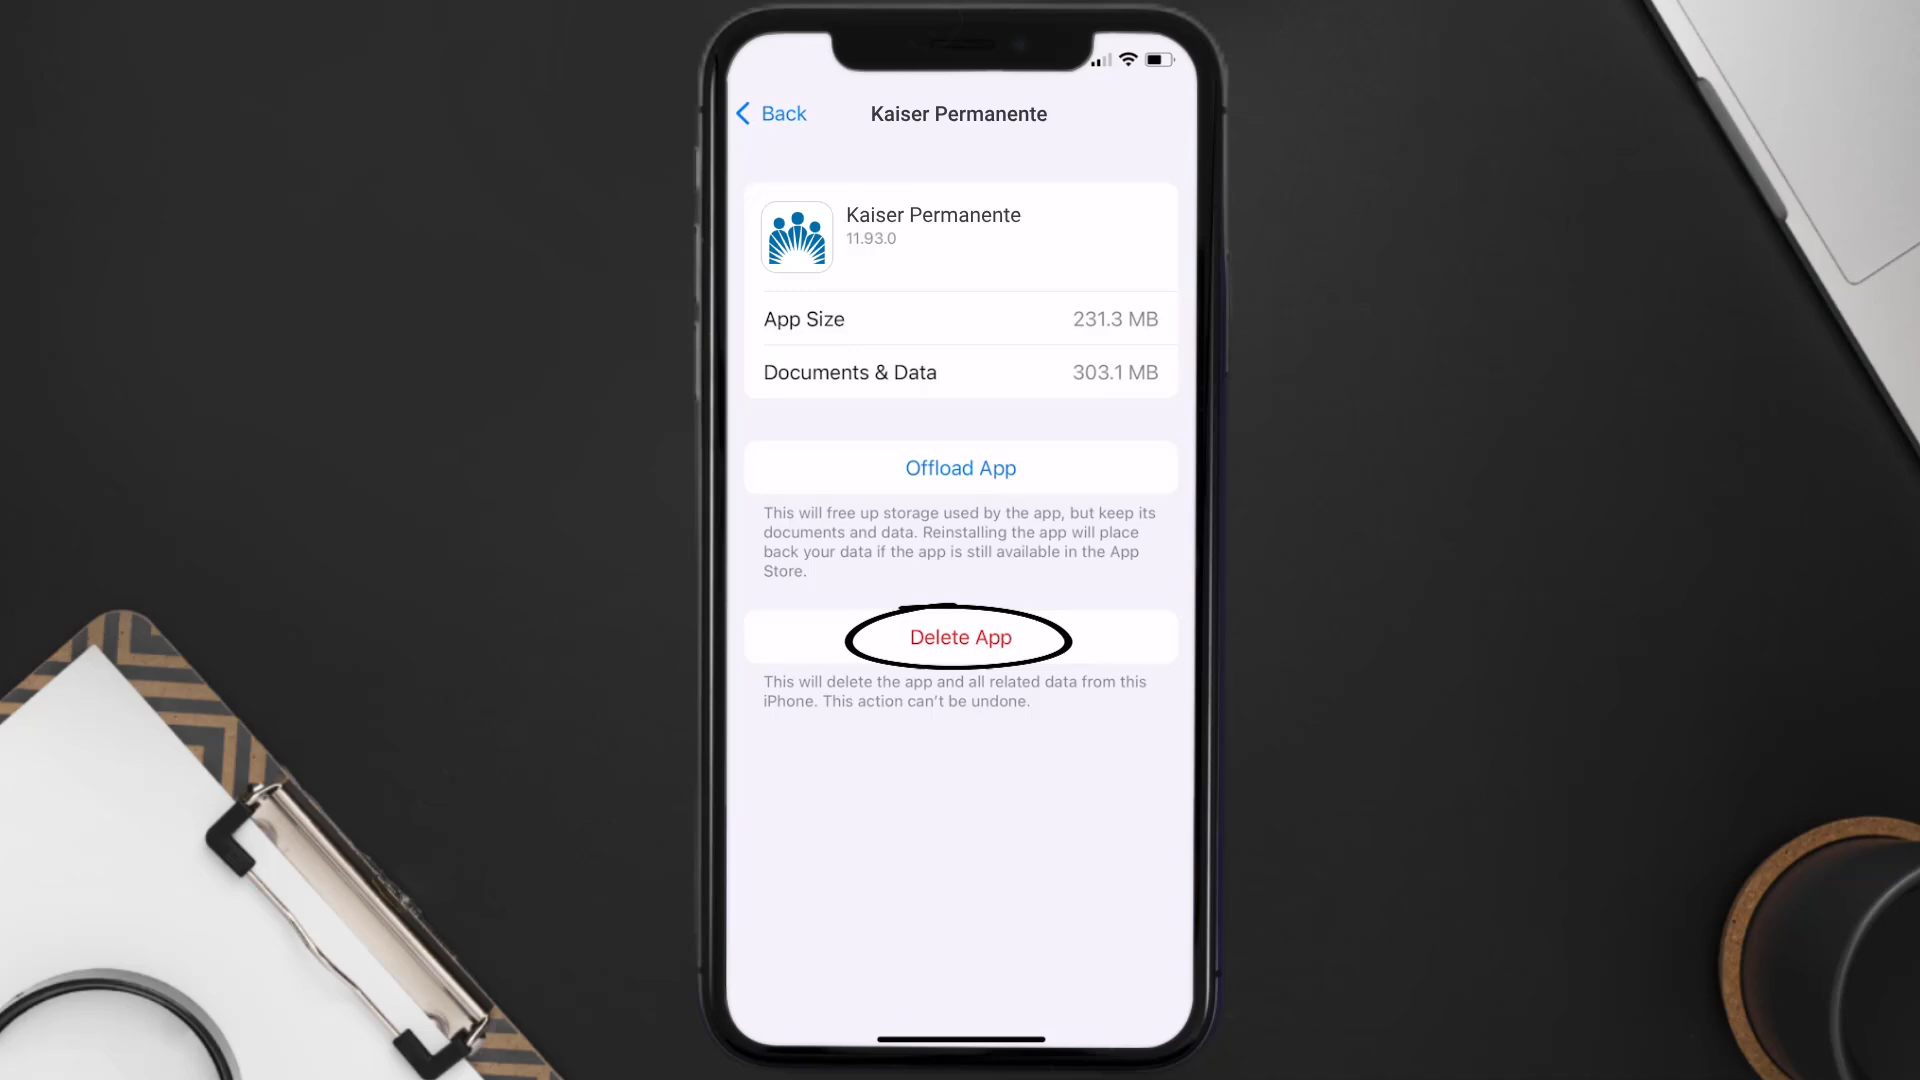 Back
Kaiser Permanente
Kaiser Permanente
11.93.0
App Size 231.3 MB
Documents & Data 303.1 MB
Offload App
This will free up storage used by the app, but keep its
documents and data. Reinstalling the app will place
back your data if the app is still available in the App
Store.
Delete App
This will delete the app and all related data from this
iPhone. This action can’t be undone.